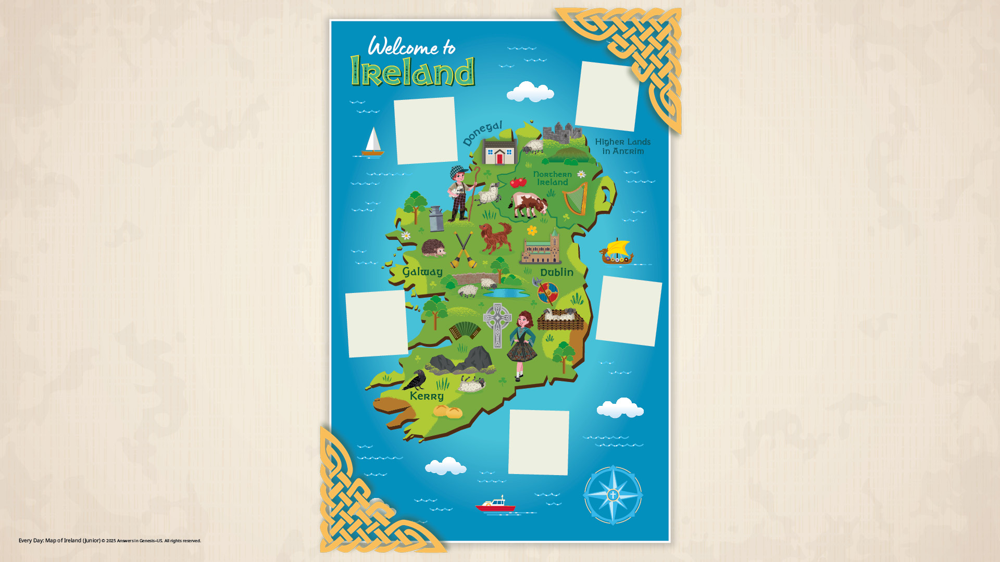 Welcome to
Ireland
Donegal
Higher Lands
in Antrim
Northern
Ireland
Galway
Dublin
Kerry
Every Day: Map of Ireland (Junior) © 2025 Answers in Genesis–US. All rights reserved.